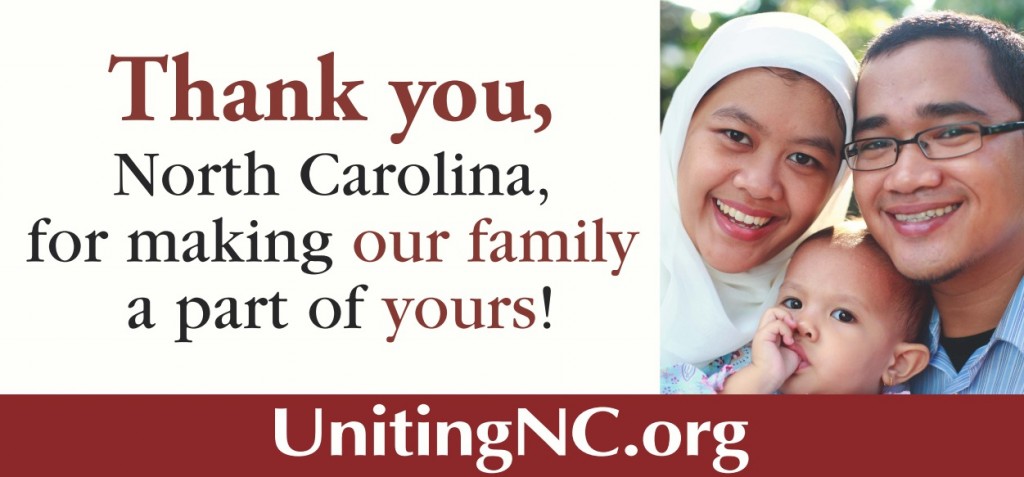 Thank you,
North Carolina,
for making our family
a part of yours!
UnitingNC.org